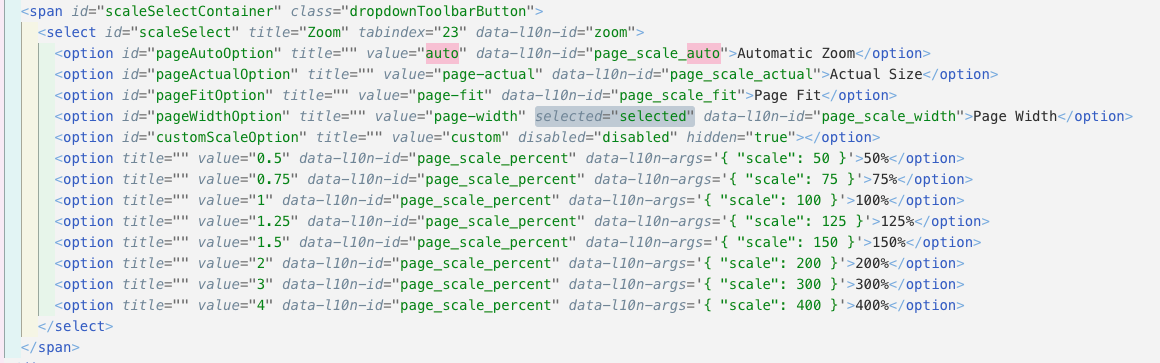 <span id="scaleSelectContainer" class="dropdownToolbarButton">
<select id="scaleSelect" title="Zoom" tabindex="23" data-l10n-id="zoom">
<option id="pageAutoOption" title="" value="auto" data-l10n-id="page_scale_auto">Automatic Zoom</option>
<option id="pageActualOption" title="" value="page-actual" data-l10n-id="page_scale_actual">Actual Size</option>
<option id="pageFitOption" title="" value="page-fit" data-l10n-id="page_scale_fit">Page Fit</option>
<option id="pageWidthOption" title="" value="page-width" selected="selected" data-l10n-id="page_scale_width">Page Width</option>
<option id="customScaleOption" title="" value="custom" disabled="disabled" hidden="true"></option>
<option title="" value="0.5" data-l10n-id="page_scale_percent" data-l10n-args='{ "scale": 50 }'>50%</option>
<option title="" value="0.75" data-l10n-id="page_scale_percent" data-l10n-args='{ "scale": 75 }'>75%</option>
<option title="" value="1" data-l10n-id="page_scale_percent" data-l10n-args='{ "scale": 100 }'>100%</option>
<option title="" value="1.25" data-l10n-id="page_scale_percent" data-l10n-args='{ "scale": 125 }'>125%</option>
<option title="" value="1.5" data-l10n-id="page_scale_percent" data-l10n-args='{ "scale": 150 }'>150%</option>
<option title="" value="2" data-l10n-id="page_scale_percent" data-l10n-args='{ "scale": 200 }'>200%</option>
<option title="" value="3" data-l10n-id="page_scale_percent" data-l10n-args='{ "scale": 300 }'>300%</option>
<option title="" value="4" data-l10n-id="page_scale_percent" data-l10n-args='{ "scale": 400 }'>400%</option>
</select>
</span>